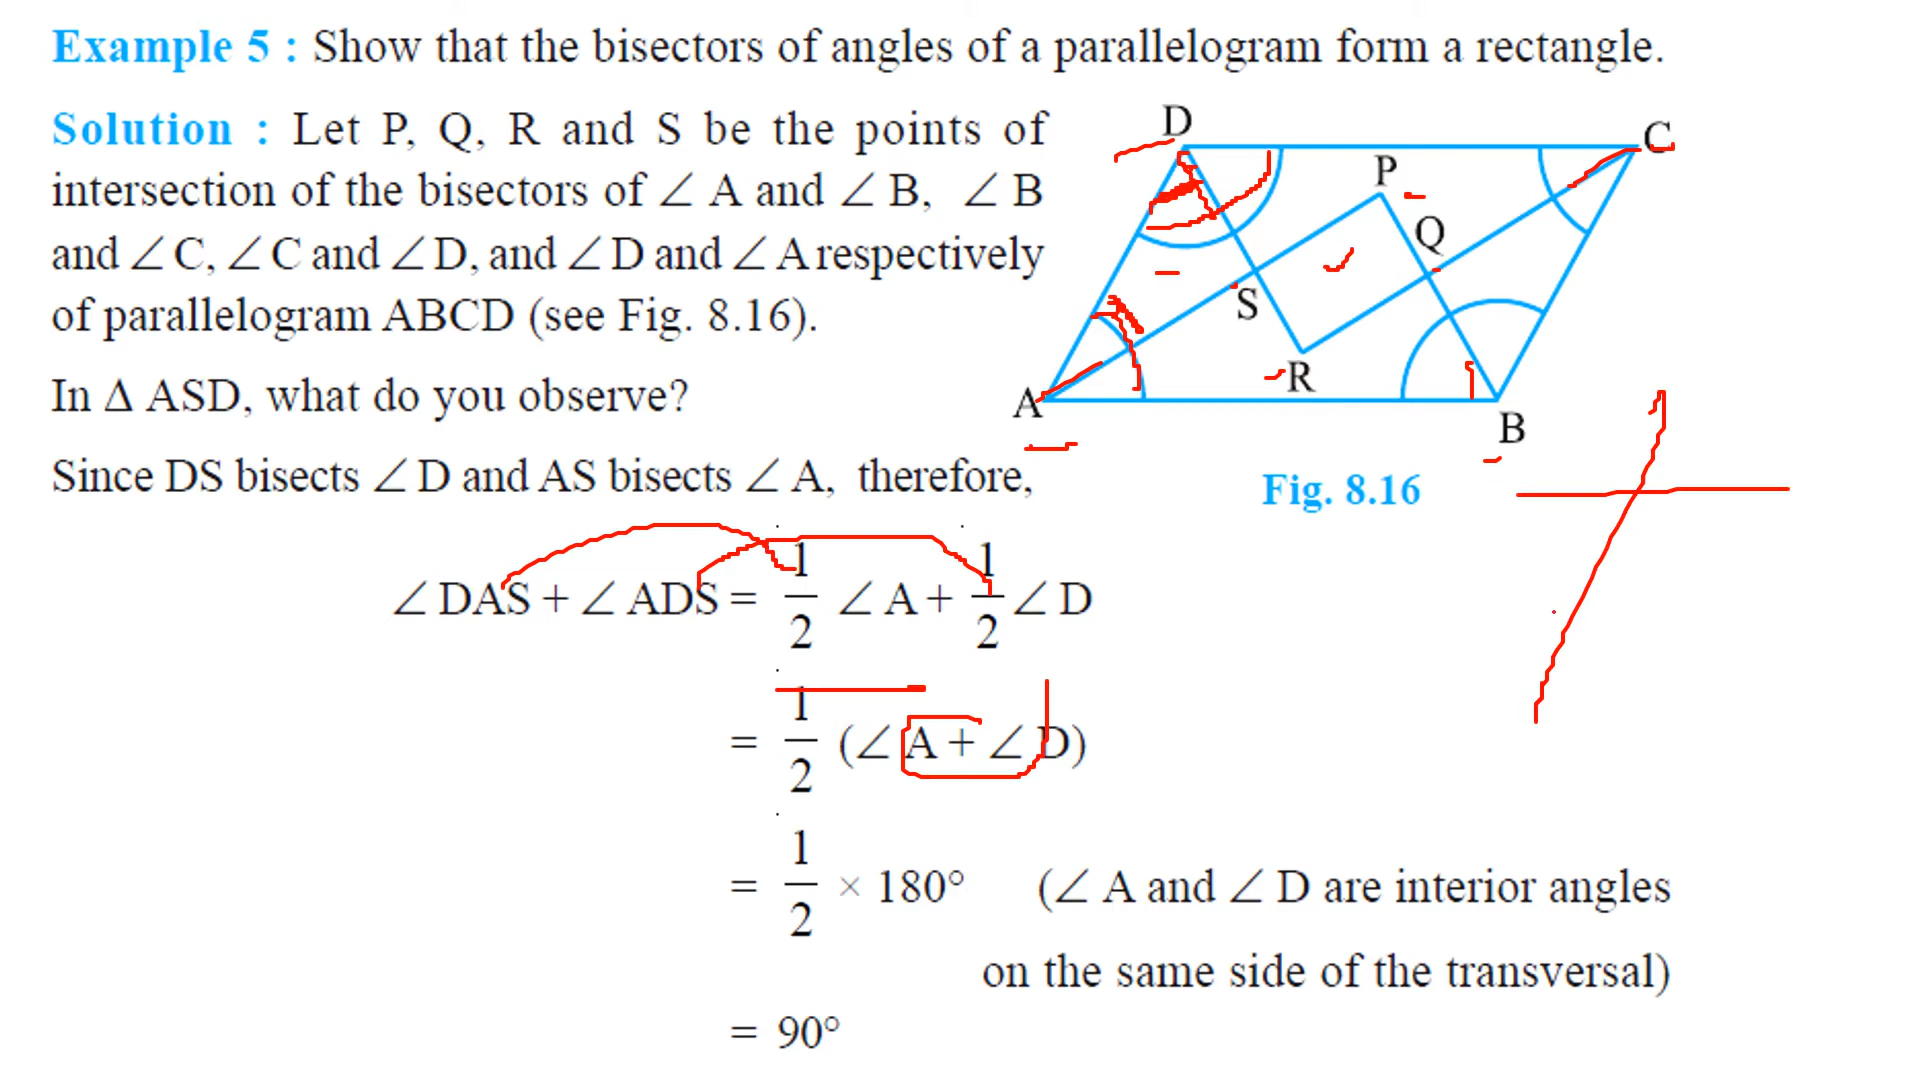 Example 5 : Show that the bisectors of angles of a parallelogram form a rectangle.
Solution : Let P, Q, R and S be the points of
intersection of the bisectors of ∠ A and ∠ B, ∠ B
and ∠ C, ∠ C and ∠ D, and ∠ D and ∠ A respectively
of parallelogram ABCD (see Fig. 8.16).
In Δ ASD, what do you observe?
Since DS bisects ∠ D and AS bisects ∠ A, therefore,
D
C
P
Q
S
R
A
B
Fig. 8.16
∠ DAS + ∠ ADS = 1/2 ∠ A + 1/2 ∠ D
= 1/2 (∠ A + ∠ D)
= 1/2 × 180° (∠ A and ∠ D are interior angles
on the same side of the transversal)
= 90°